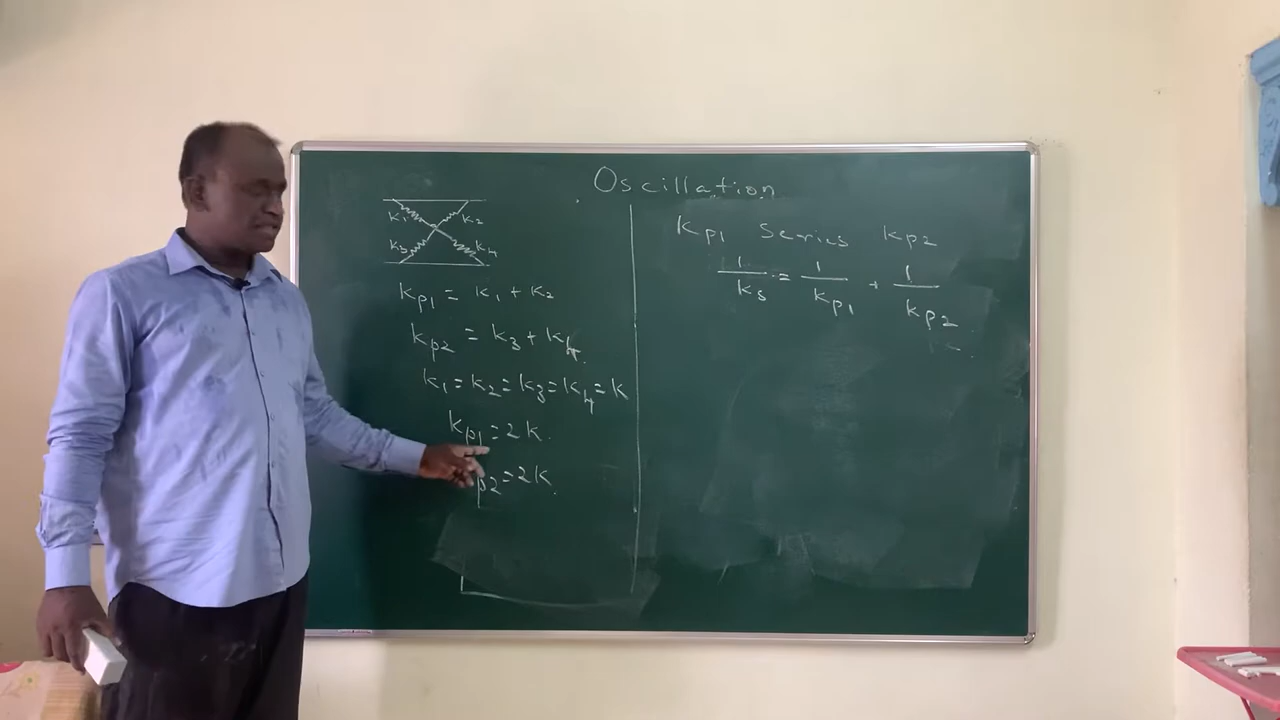 Oscillation
K₁ K₂
K₃ K₄
Kp₁ = K₁ + K₂
Kp₂ = K₃ + K₄.
K₁ = K₂ = K₃ = K₄ = K
Kp₁ = 2K.
p₂ = 2K.
Kp₁ Series Kp₂
1/Ks = 1/Kp₁ + 1/Kp₂